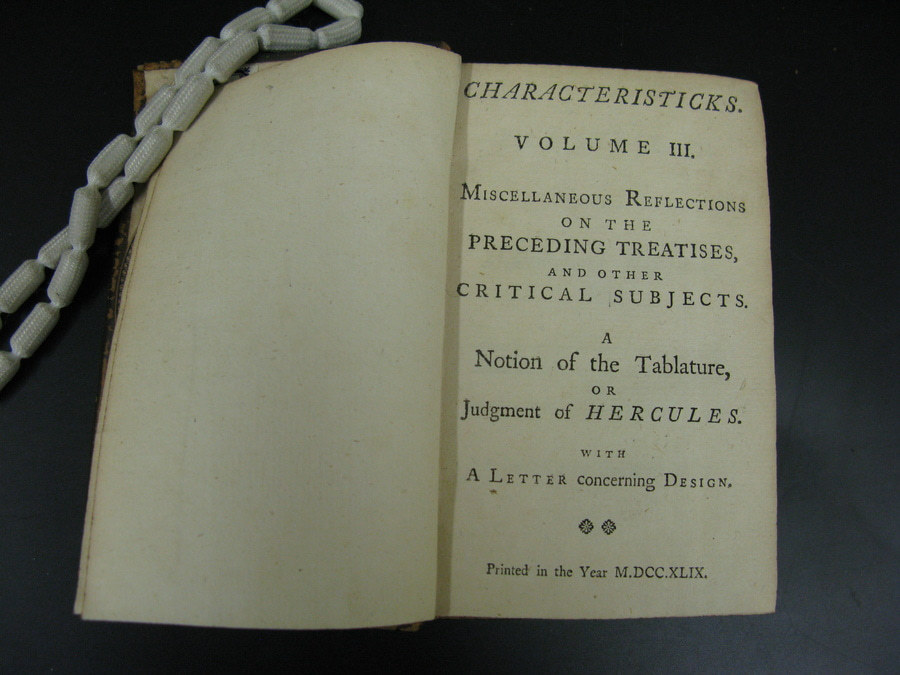 CHARACTERISTICKS.
VOLUME III.
MISCELLANEOUS REFLECTIONS
ON THE
PRECEDING TREATISES,
AND OTHER
CRITICAL SUBJECTS.
A
Notion of the Tablature,
OR
Judgment of HERCULES.
WITH
A LETTER concerning DESIGN.
Printed in the Year M.DCC.XLIX.